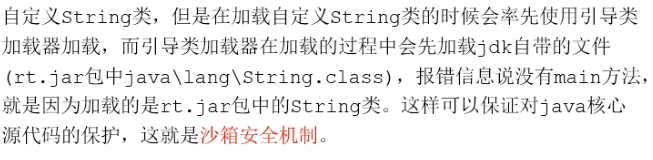 自定义String类，但是在加载自定义String类的时候会率先使用引导类
加载器加载，而引导类加载器在加载的过程中会先加载jdk自带的文件
(rt.jar包中java\lang\String.class)，报错信息说没有main方法，
就是因为加载的是rt.jar包中的String类。这样可以保证对java核心
源代码的保护，这就是沙箱安全机制。